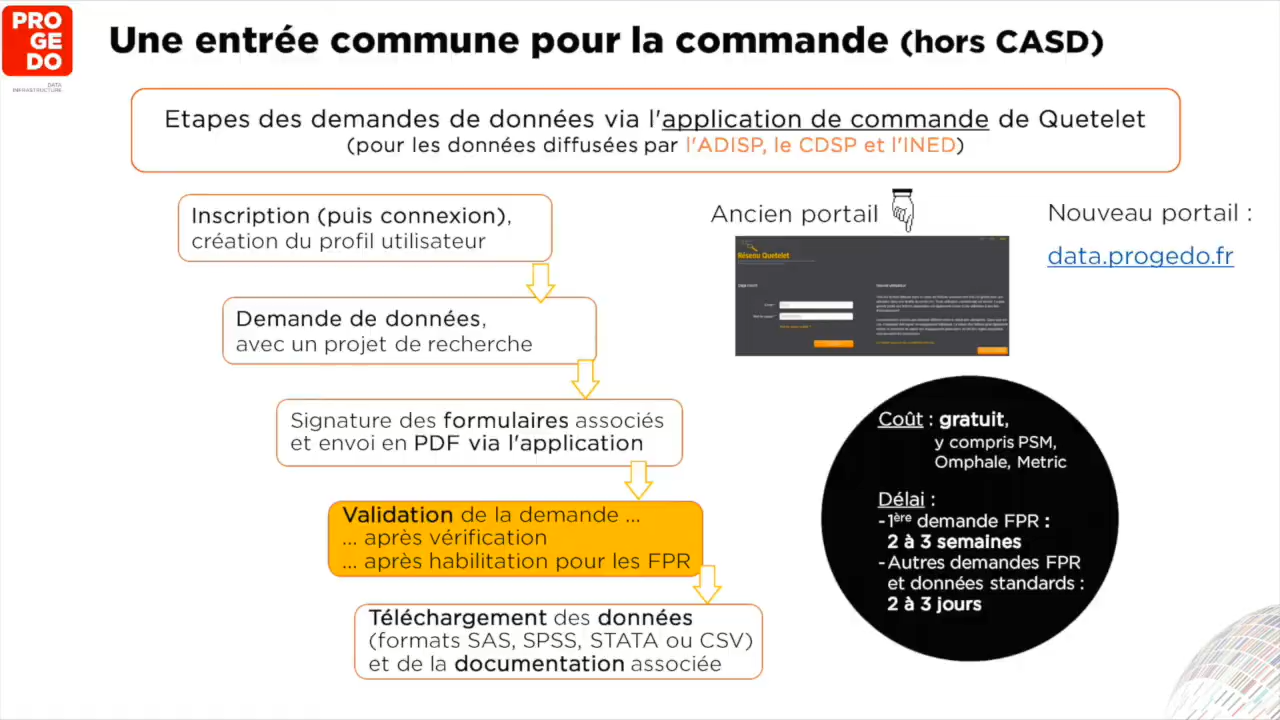 PRO
GE
DO
DATA
INFRASTRUCTURE
Une entrée commune pour la commande (hors CASD)
Etapes des demandes de données via l'application de commande de Quetelet
(pour les données diffusées par l'ADISP, le CDSP et l'INED)
Inscription (puis connexion),
création du profil utilisateur
Demande de données,
avec un projet de recherche
Signature des formulaires associés
et envoi en PDF via l'application
Validation de la demande ...
... après vérification
... après habilitation pour les FPR
Téléchargement des données
(formats SAS, SPSS, STATA ou CSV)
et de la documentation associée
Ancien portail
Réseau Quetelet
Nouveau portail :
data.progedo.fr
Coût : gratuit,
y compris PSM,
Omphale, Metric
Délai :
-1ère demande FPR :
2 à 3 semaines
-Autres demandes FPR
et données standards :
2 à 3 jours